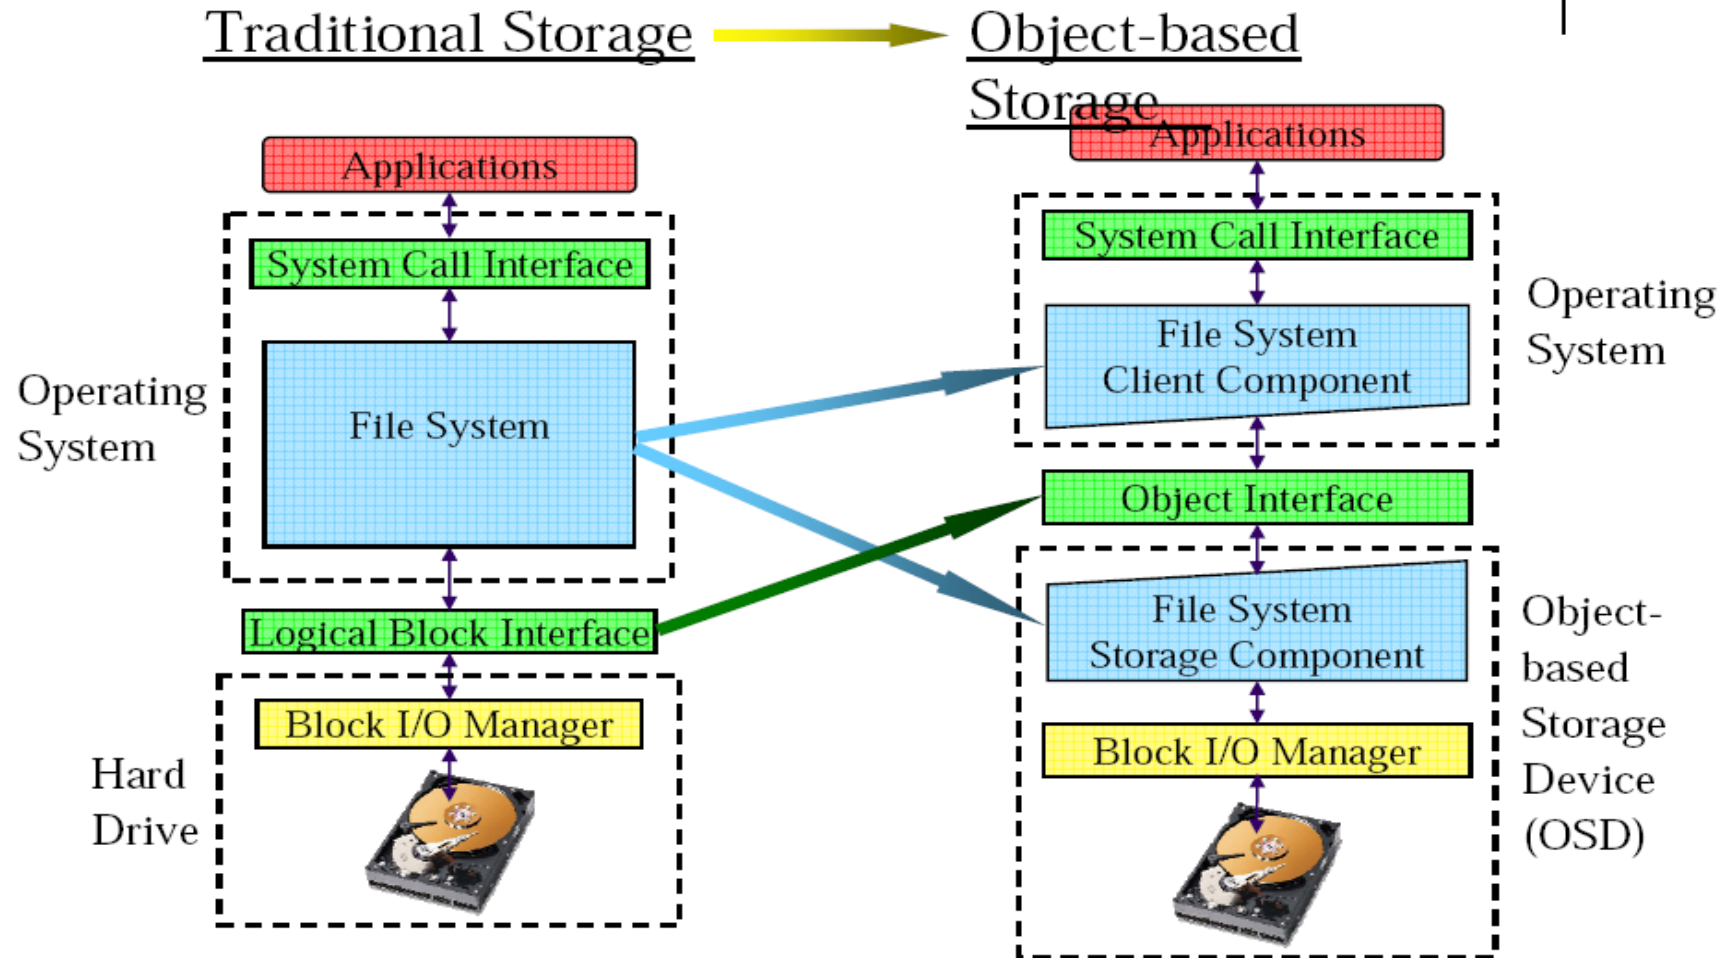 Traditional Storage
Object-based
Storage
Applications
System Call Interface
File System
Operating
System
Logical Block Interface
Block I/O Manager
Hard
Drive
Applications
System Call Interface
File System
Client Component
Operating
System
Object Interface
File System
Storage Component
Block I/O Manager
Object-
based
Storage
Device
(OSD)